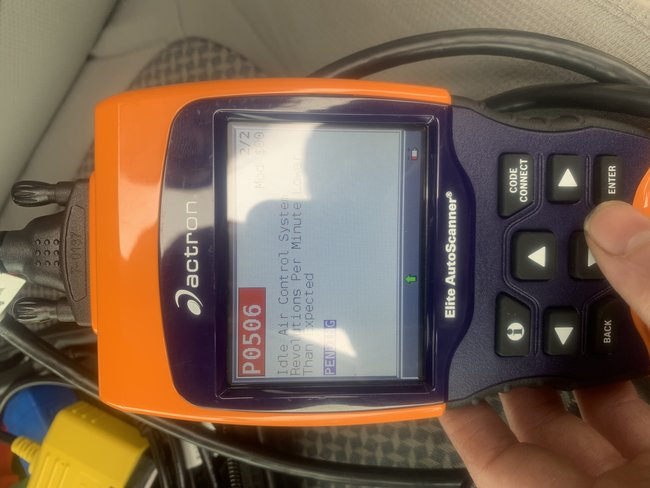 actron
P0506
2/2
Mod $
Idle Air Control System
Revolutions Per Minute Lower
Than Expected
PENDING
Elite AutoScanner®
CODE
CONNECT
ENTER
BACK